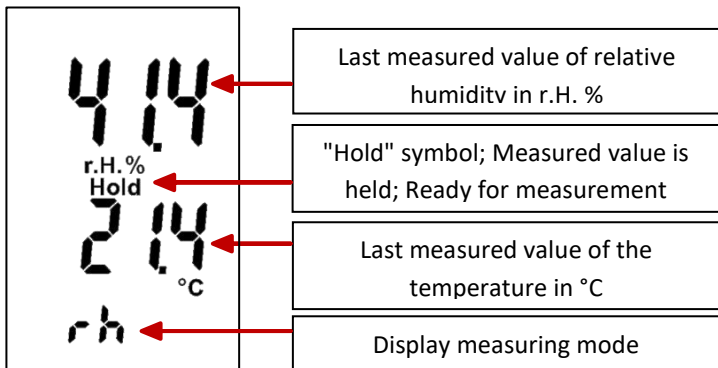 41.4
r.H.%
Hold
21.4
°C
rh
Last measured value of relative
humidity in r.H. %
"Hold" symbol; Measured value is
held; Ready for measurement
Last measured value of the
temperature in °C
Display measuring mode